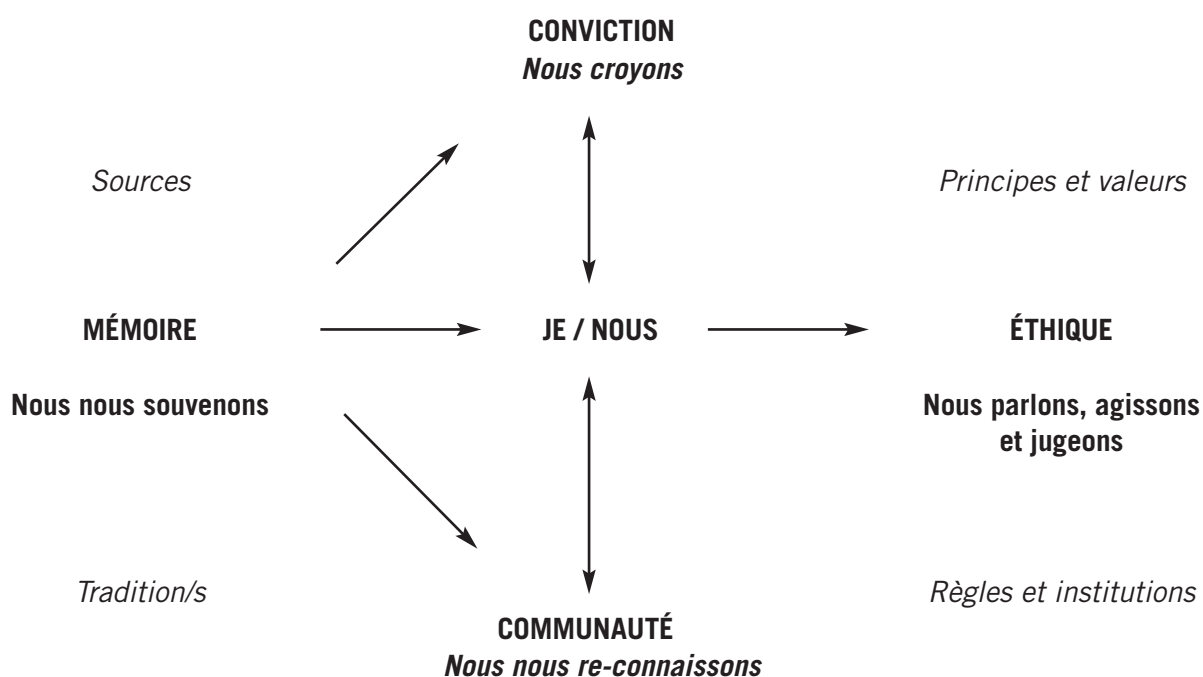 CONVICTION
Nous croyons
Sources
Principes et valeurs
MÉMOIRE
JE / NOUS
ÉTHIQUE
Nous nous souvenons
Nous parlons, agissons
et jugeons
Tradition/s
Règles et institutions
COMMUNAUTÉ
Nous nous re-connaissons